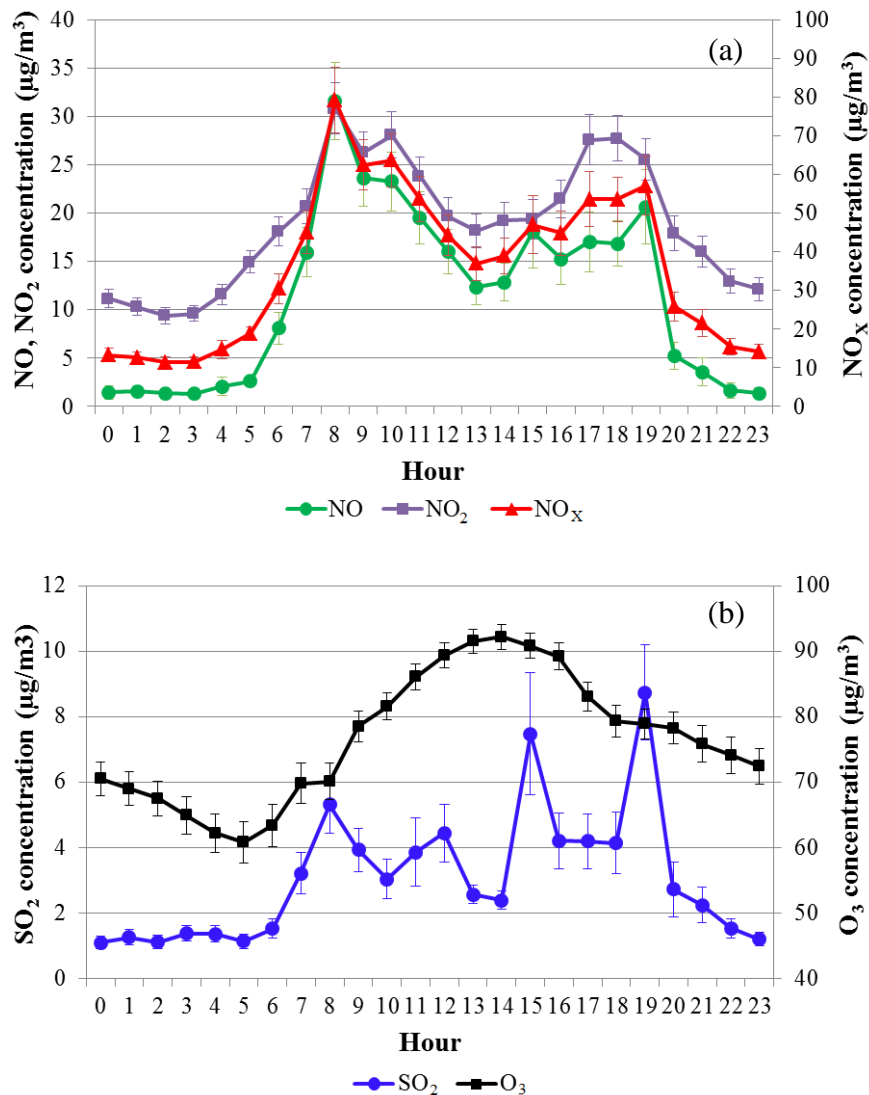 (a)
NO, NO₂ concentration (µg/m³)
40
35
30
25
20
15
10
5
0
NOX concentration (µg/m³)
100
90
80
70
60
50
40
30
20
10
0
0 1 2 3 4 5 6 7 8 9 10 11 12 13 14 15 16 17 18 19 20 21 22 23
Hour
NO NO₂ NOX
(b)
SO₂ concentration (µg/m3)
12
10
8
6
4
2
0
O₃ concentration (µg/m³)
100
90
80
70
60
50
40
0 1 2 3 4 5 6 7 8 9 10 11 12 13 14 15 16 17 18 19 20 21 22 23
Hour
SO₂ O₃